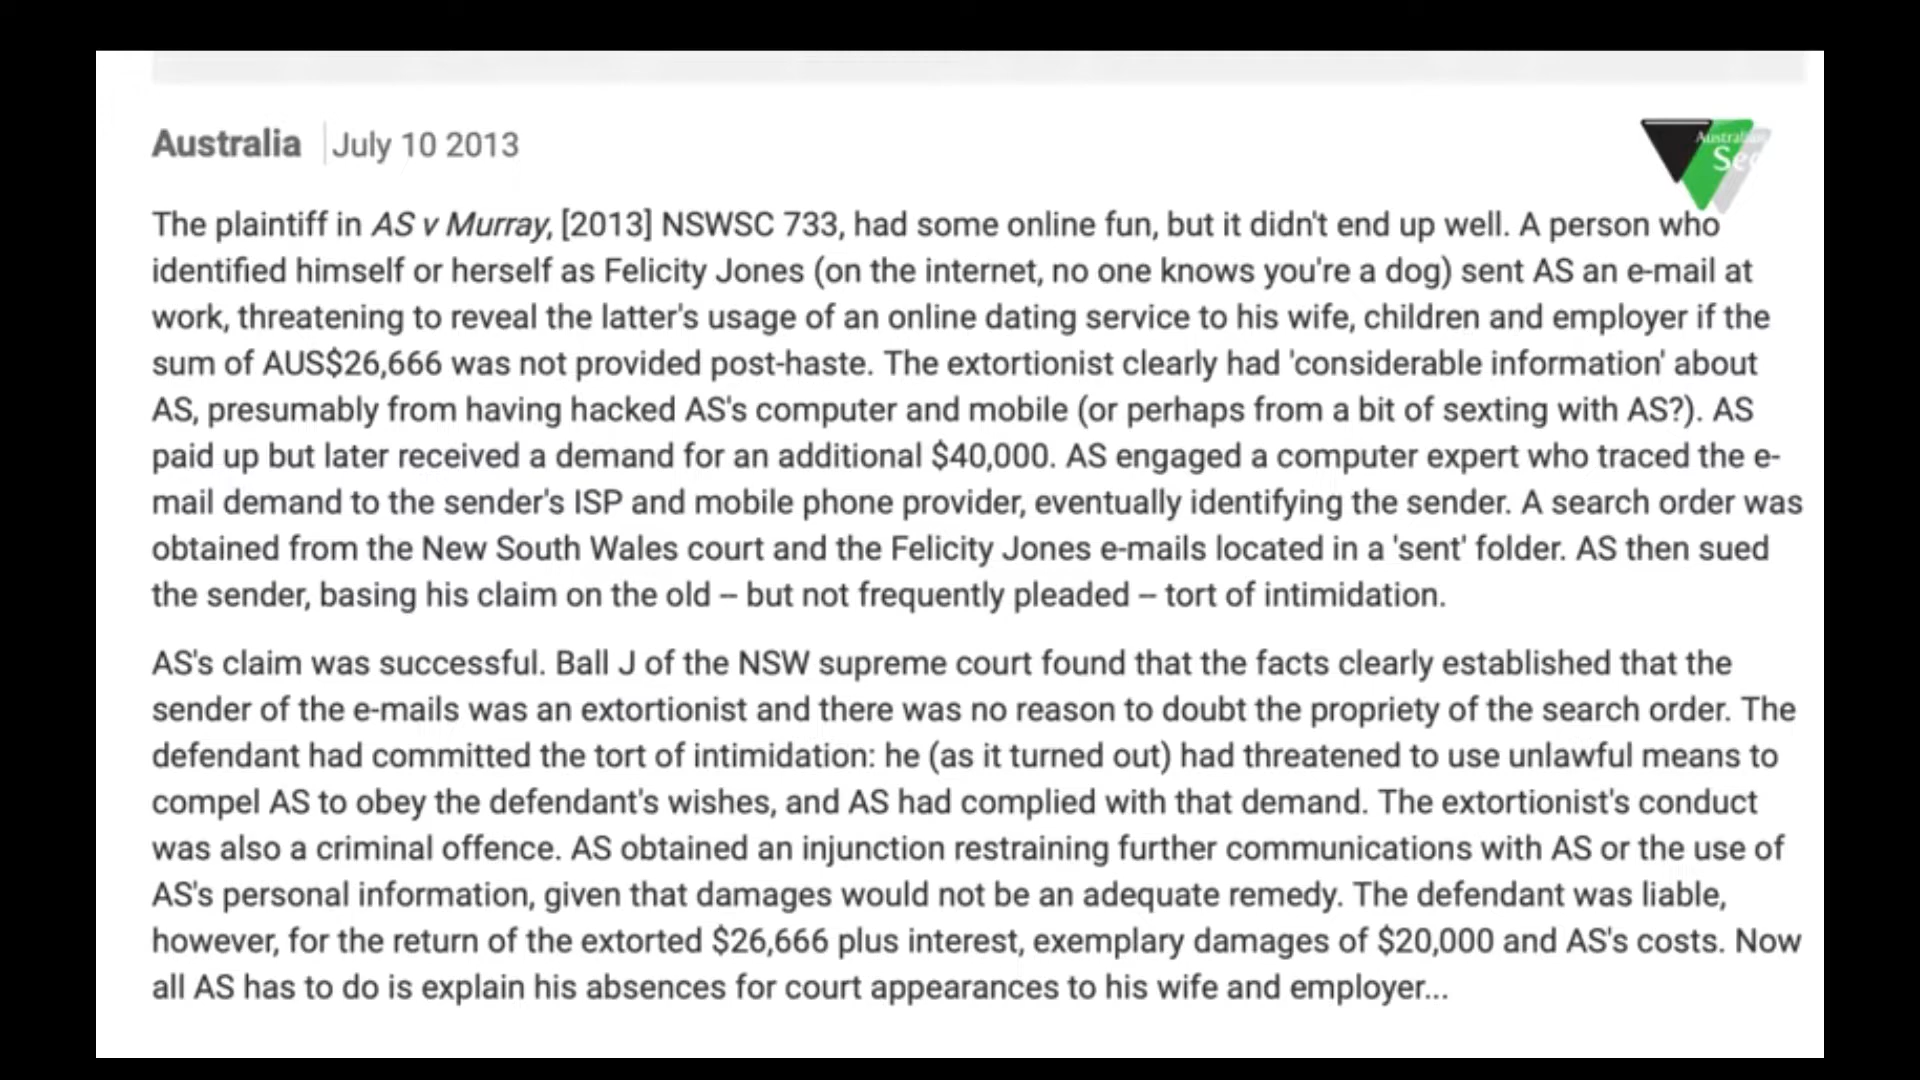 Australia July 10 2013
Australia
Sec
The plaintiff in AS v Murray, [2013] NSWSC 733, had some online fun, but it didn't end up well. A person who
identified himself or herself as Felicity Jones (on the internet, no one knows you're a dog) sent AS an e-mail at
work, threatening to reveal the latter's usage of an online dating service to his wife, children and employer if the
sum of AUS$26,666 was not provided post-haste. The extortionist clearly had 'considerable information' about
AS, presumably from having hacked AS's computer and mobile (or perhaps from a bit of sexting with AS?). AS
paid up but later received a demand for an additional $40,000. AS engaged a computer expert who traced the e-
mail demand to the sender's ISP and mobile phone provider, eventually identifying the sender. A search order was
obtained from the New South Wales court and the Felicity Jones e-mails located in a 'sent' folder. AS then sued
the sender, basing his claim on the old – but not frequently pleaded – tort of intimidation.
AS's claim was successful. Ball J of the NSW supreme court found that the facts clearly established that the
sender of the e-mails was an extortionist and there was no reason to doubt the propriety of the search order. The
defendant had committed the tort of intimidation: he (as it turned out) had threatened to use unlawful means to
compel AS to obey the defendant's wishes, and AS had complied with that demand. The extortionist's conduct
was also a criminal offence. AS obtained an injunction restraining further communications with AS or the use of
AS's personal information, given that damages would not be an adequate remedy. The defendant was liable,
however, for the return of the extorted $26,666 plus interest, exemplary damages of $20,000 and AS's costs. Now
all AS has to do is explain his absences for court appearances to his wife and employer...